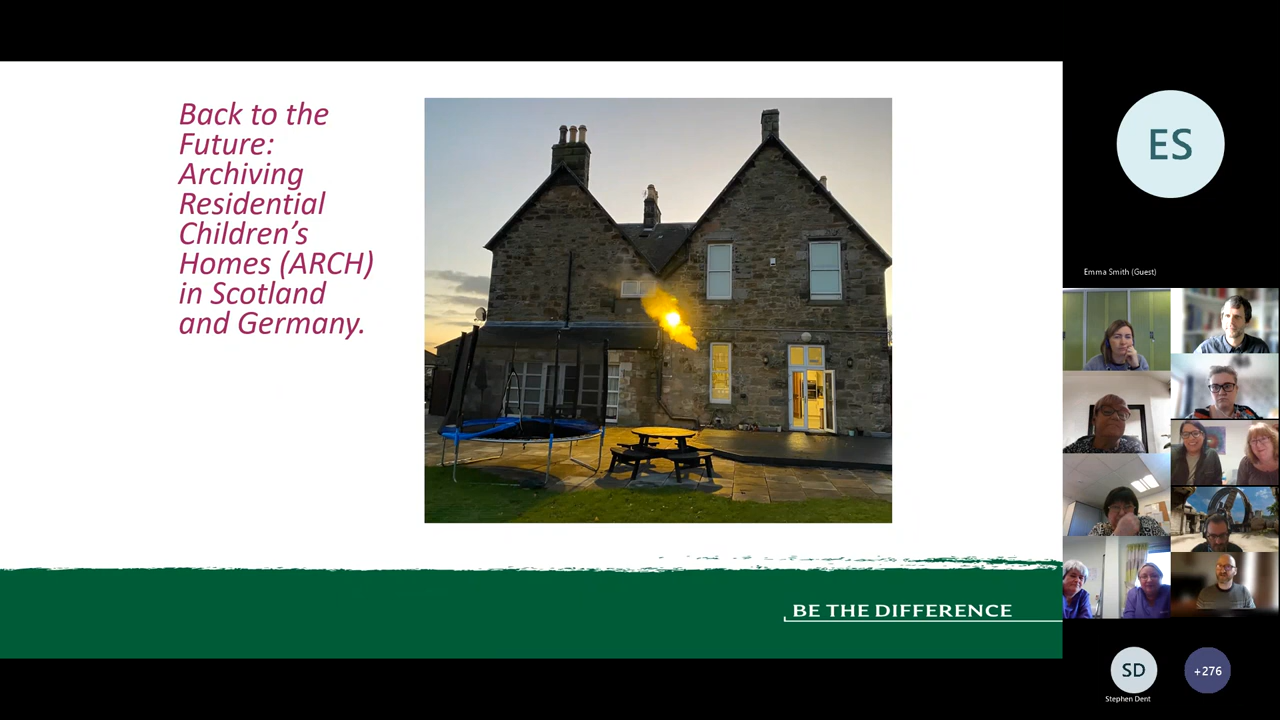 Back to the
Future:
Archiving
Residential
Children’s
Homes (ARCH)
in Scotland
and Germany.
BE THE DIFFERENCE
ES
Emma Smith (Guest)
SD
+276
Stephen Dent